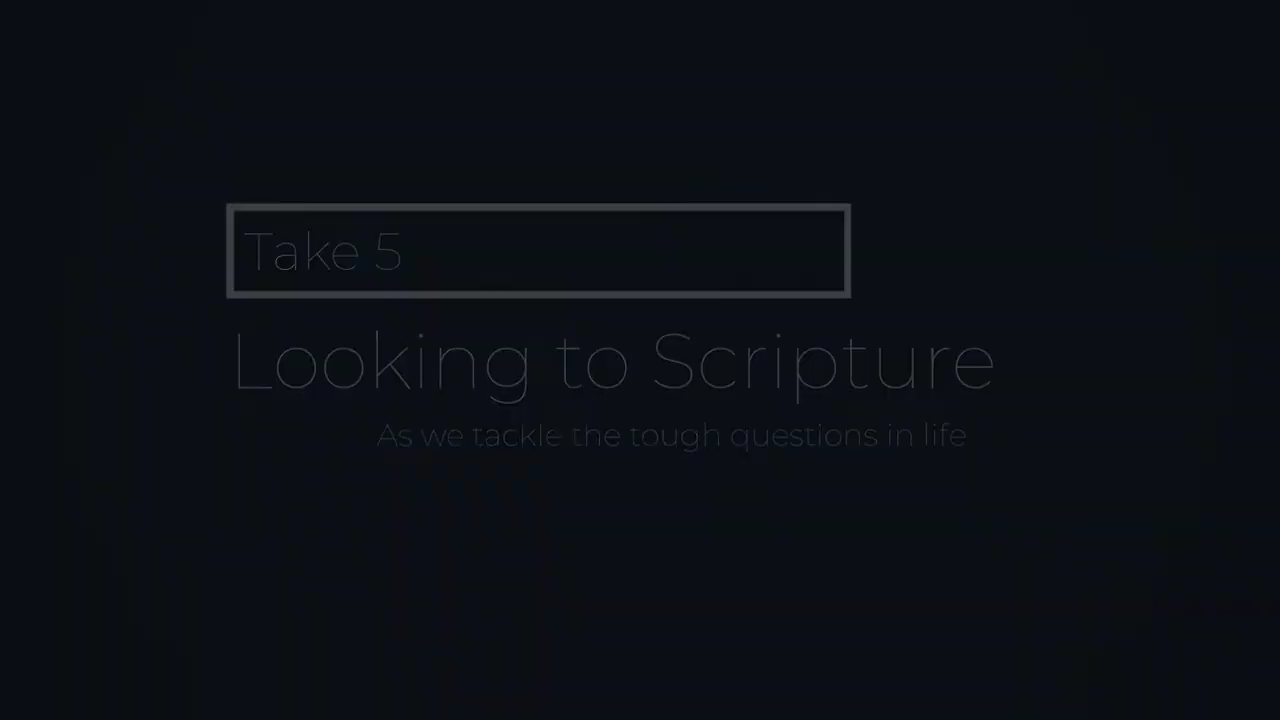 Take 5
Looking to Scripture
As we tackle the tough questions in life